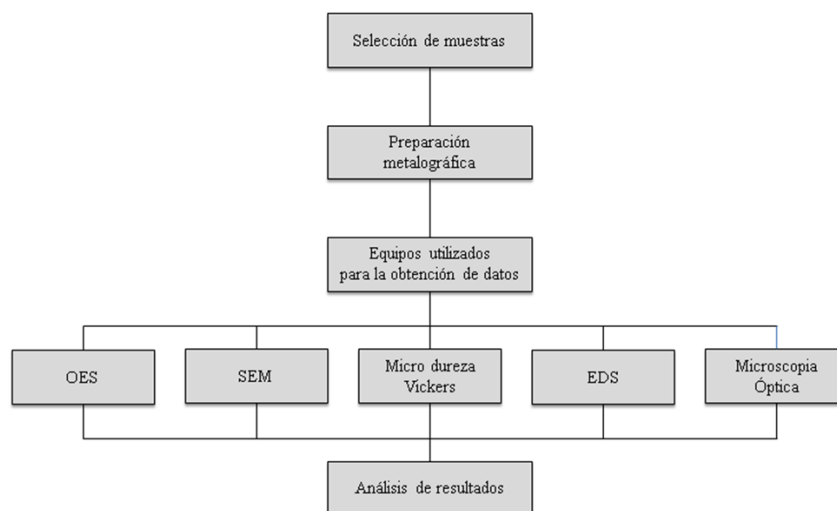 Selección de muestras
Preparación
metalográfica
Equipos utilizados
para la obtención de datos
OES
SEM
Micro dureza
Vickers
EDS
Microscopia
Óptica
Análisis de resultados